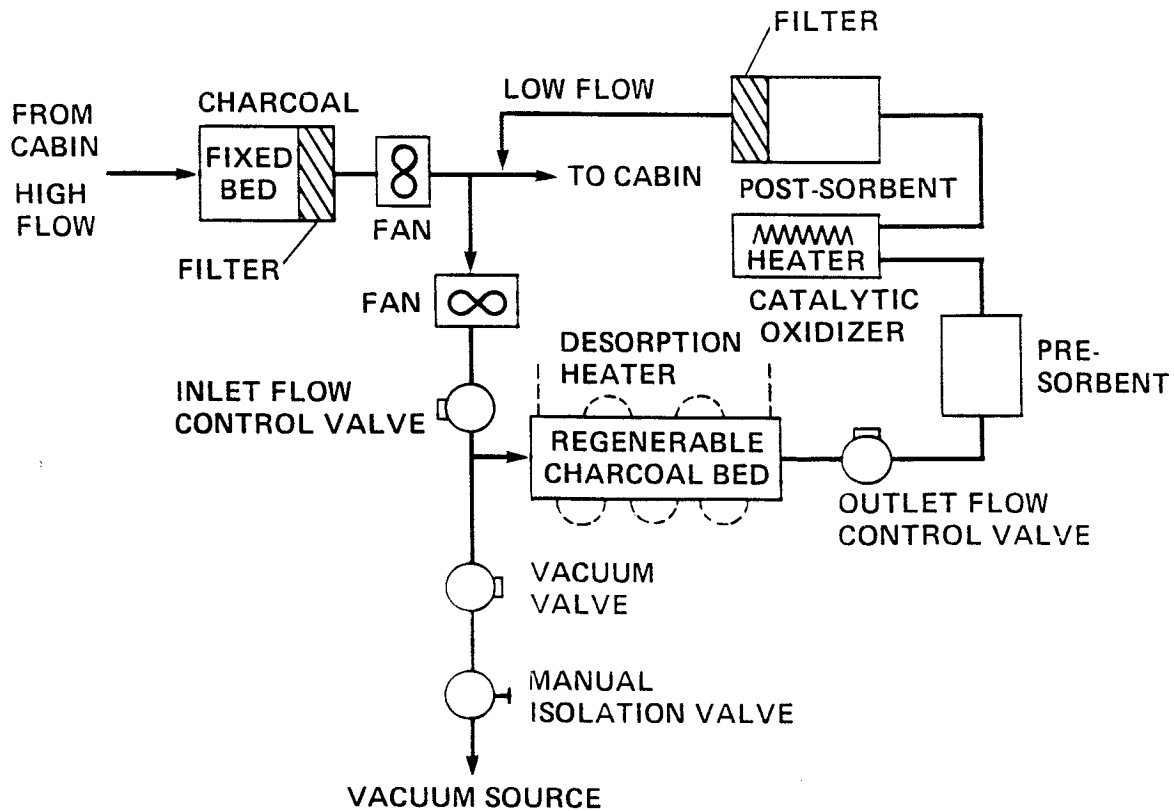 FILTER
LOW FLOW
FROM
CABIN
HIGH
FLOW
CHARCOAL
FIXED
BED
FILTER
FAN
TO CABIN
POST-SORBENT
HEATER
CATALYTIC
OXIDIZER
PRE-
SORBENT
FAN
DESORPTION
HEATER
INLET FLOW
CONTROL VALVE
REGENERABLE
CHARCOAL BED
OUTLET FLOW
CONTROL VALVE
VACUUM
VALVE
MANUAL
ISOLATION VALVE
VACUUM SOURCE